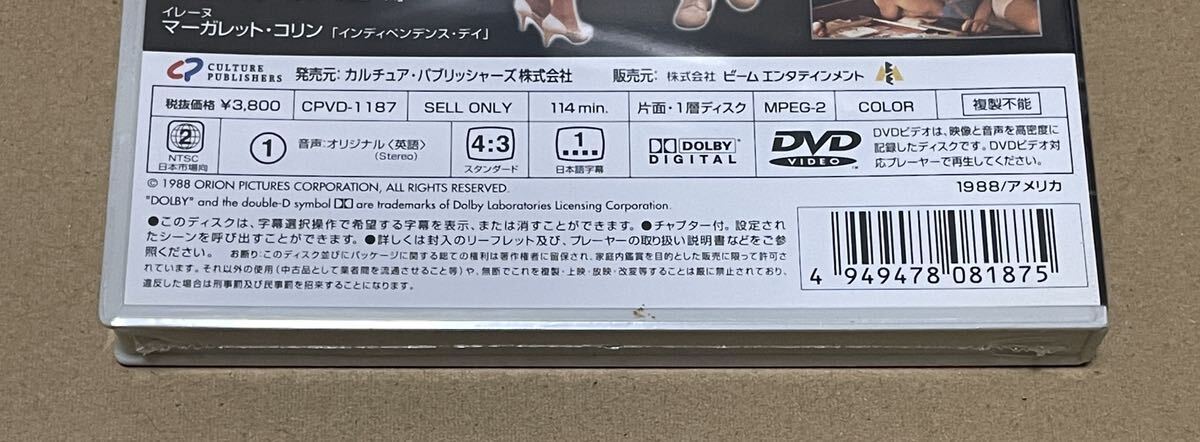 イレーヌ
マーガレット・コリン「インディペンデンス・デイ」
CULTURE PUBLISHERS 発売元:カルチュア・パブリッシャーズ株式会社 販売元:株式会社 ビーム エンタテインメント
税抜価格 ¥3,800 CPVD-1187 SELL ONLY 114 min. 片面・1層ディスク MPEG-2 COLOR 複製不能
2 NTSC 日本市場向 1 音声:オリジナル〈英語〉 (Stereo) 4:3 スタンダード 1 日本語字幕 DOLBY DIGITAL DVD VIDEO
DVDビデオは、映像と音声を高密度に
記録したディスクです。DVDビデオ対
応プレーヤーで再生してください。
© 1988 ORION PICTURES CORPORATION, ALL RIGHTS RESERVED. 1988/アメリカ
"DOLBY" and the double-D symbol are trademarks of Dolby Laboratories Licensing Corporation.
●このディスクは、字幕選択操作で希望する字幕を表示、または消すことができます。●チャプター付。設定され
たシーンを呼び出すことができます。●詳しくは封入のリーフレット及び、プレーヤーの取り扱い説明書などをご参
照ください。 お断り:このディスク並びにパッケージに関する総ての権利は著作権者に留保され、家庭内鑑賞を目的とした販売に限って許可さ
れています。それ以外の使用(中古品として業者間を流通させること等)や、無断でこれを複製・上映・放映・改変等することは厳に禁止されており、
違反した場合は刑事罰及び民事罰を招来することになります。
4 949478 081875